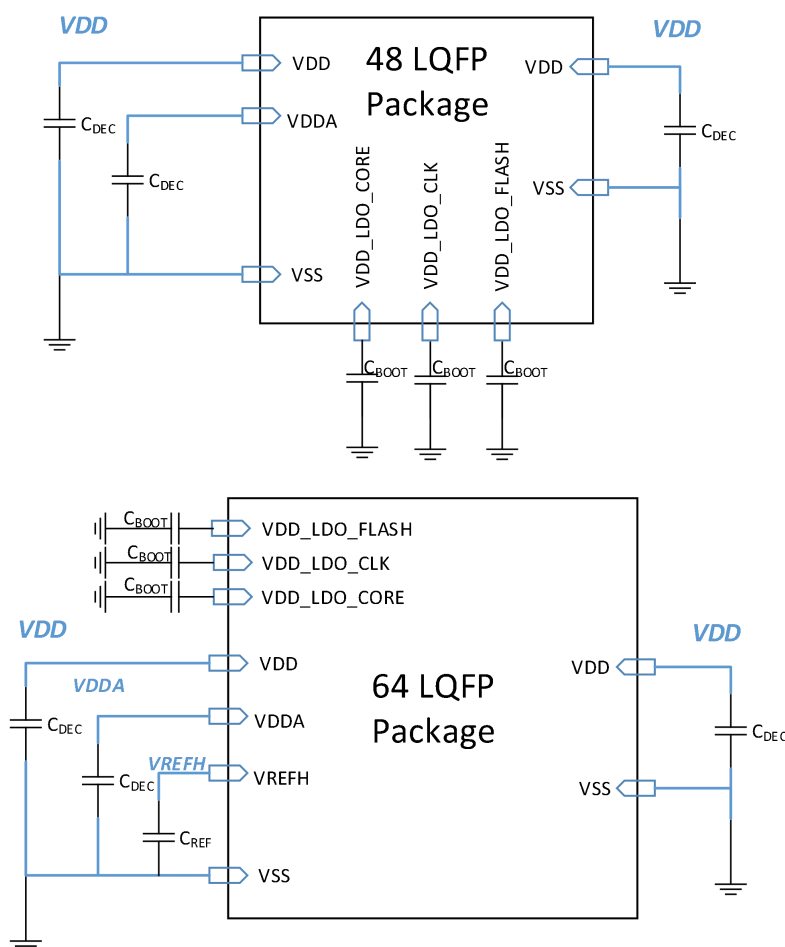 VDD
VDD
48 LQFP
Package
VDD
VDD
VDDA
CDEC
CDEC
CDEC
VDD_LDO_CORE
VDD_LDO_CLK
VDD_LDO_FLASH
VSS
VSS
CBOOT
CBOOT
CBOOT
CBOOT
VDD_LDO_FLASH
CBOOT
VDD_LDO_CLK
CBOOT
VDD_LDO_CORE
VDD
VDD
VDD
VDD
64 LQFP
Package
VDDA
VDDA
CDEC
CDEC
VREFH
VREFH
CDEC
VSS
CREF
VSS